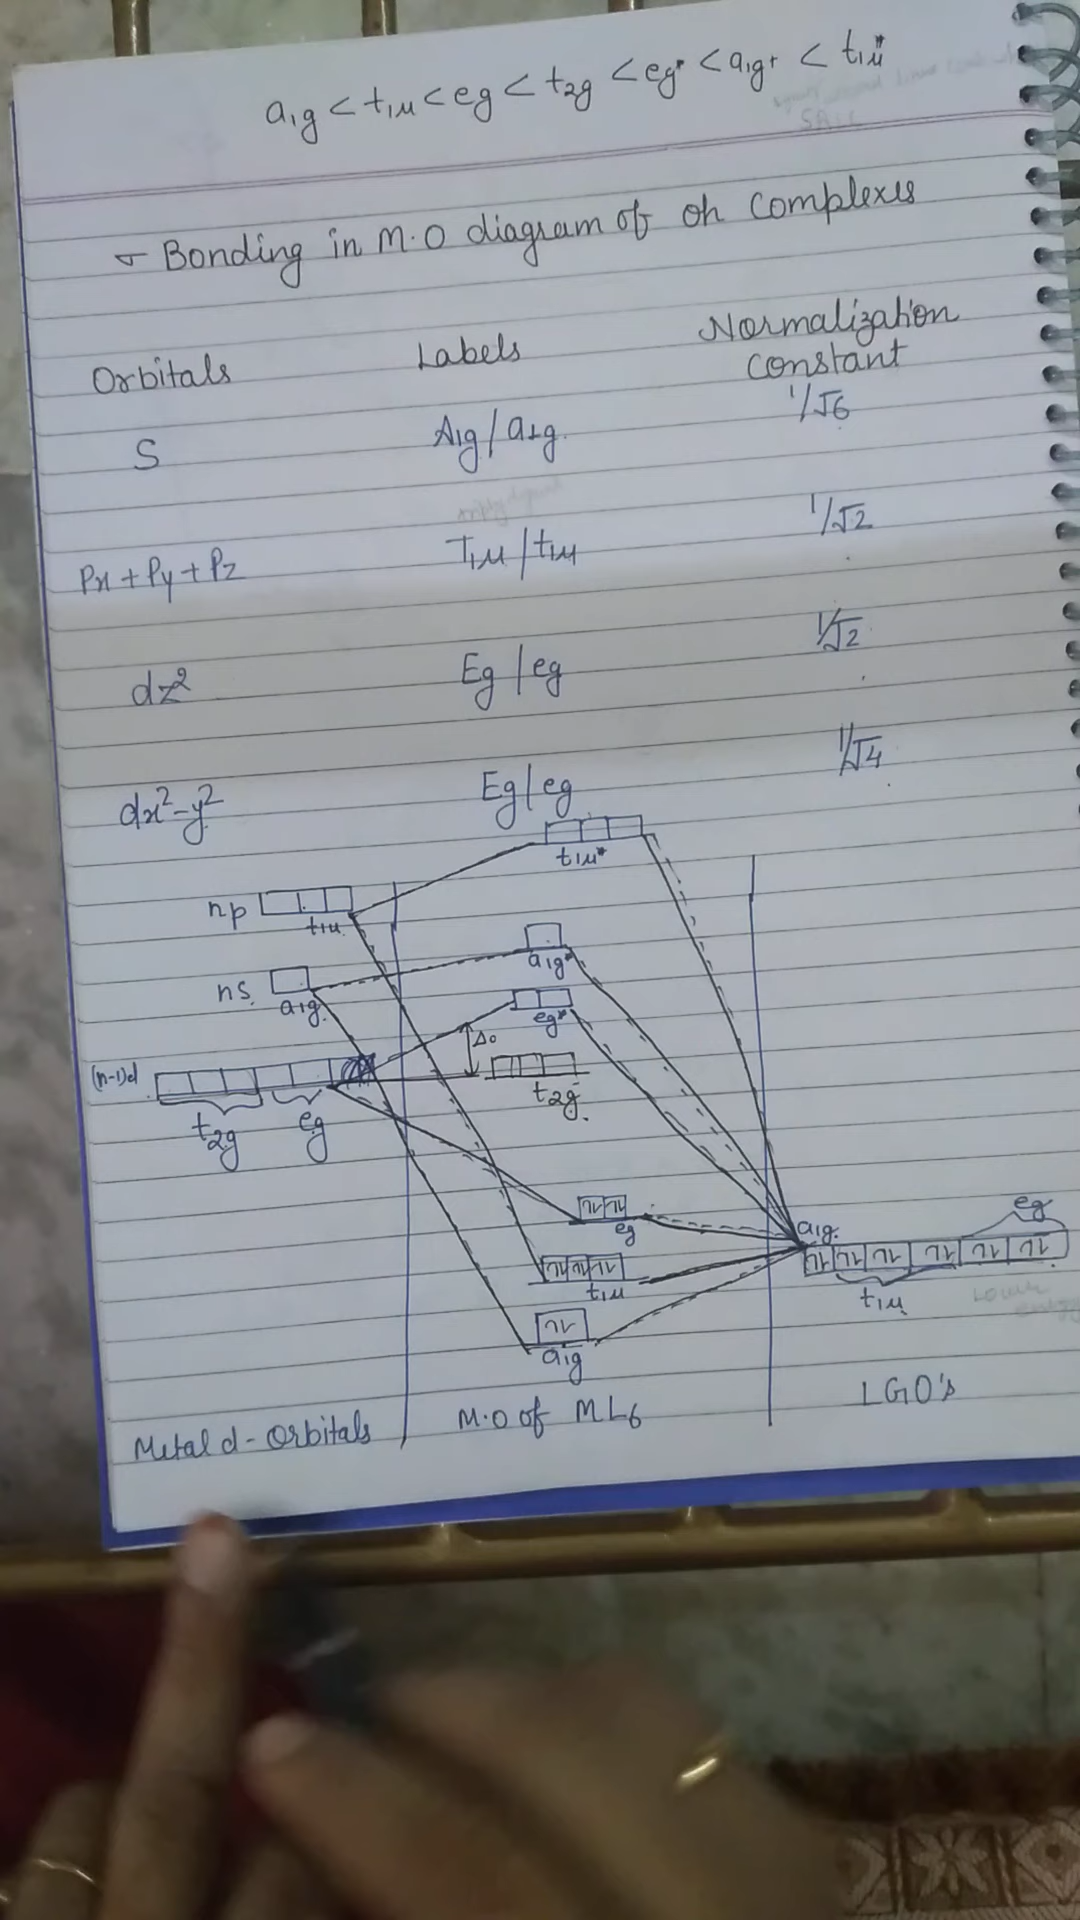 a1g < t1u < eg < t2g < eg* < a1g* < t1u*
σ Bonding in M.O diagram of oh complexes
Orbitals Labels Normalization constant
S A1g/a1g 1/√6
Px + Py + Pz T1u/t1u 1/√2
dz² Eg/eg 1/√2
dx²-y² Eg/eg 1/√4
t1u*
np t1u
a1g*
ns a1g
eg*
Δo
(n-1)d
t2g
t2g eg
eg
a1g eg
t1u
t1u
a1g
LGO's
Metal d-orbitals M.O of ML6